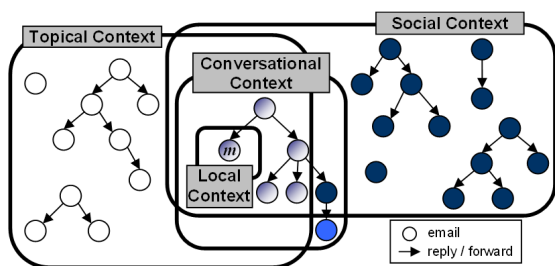 Topical Context
Social Context
Conversational
Context
m
Local
Context
email
reply / forward